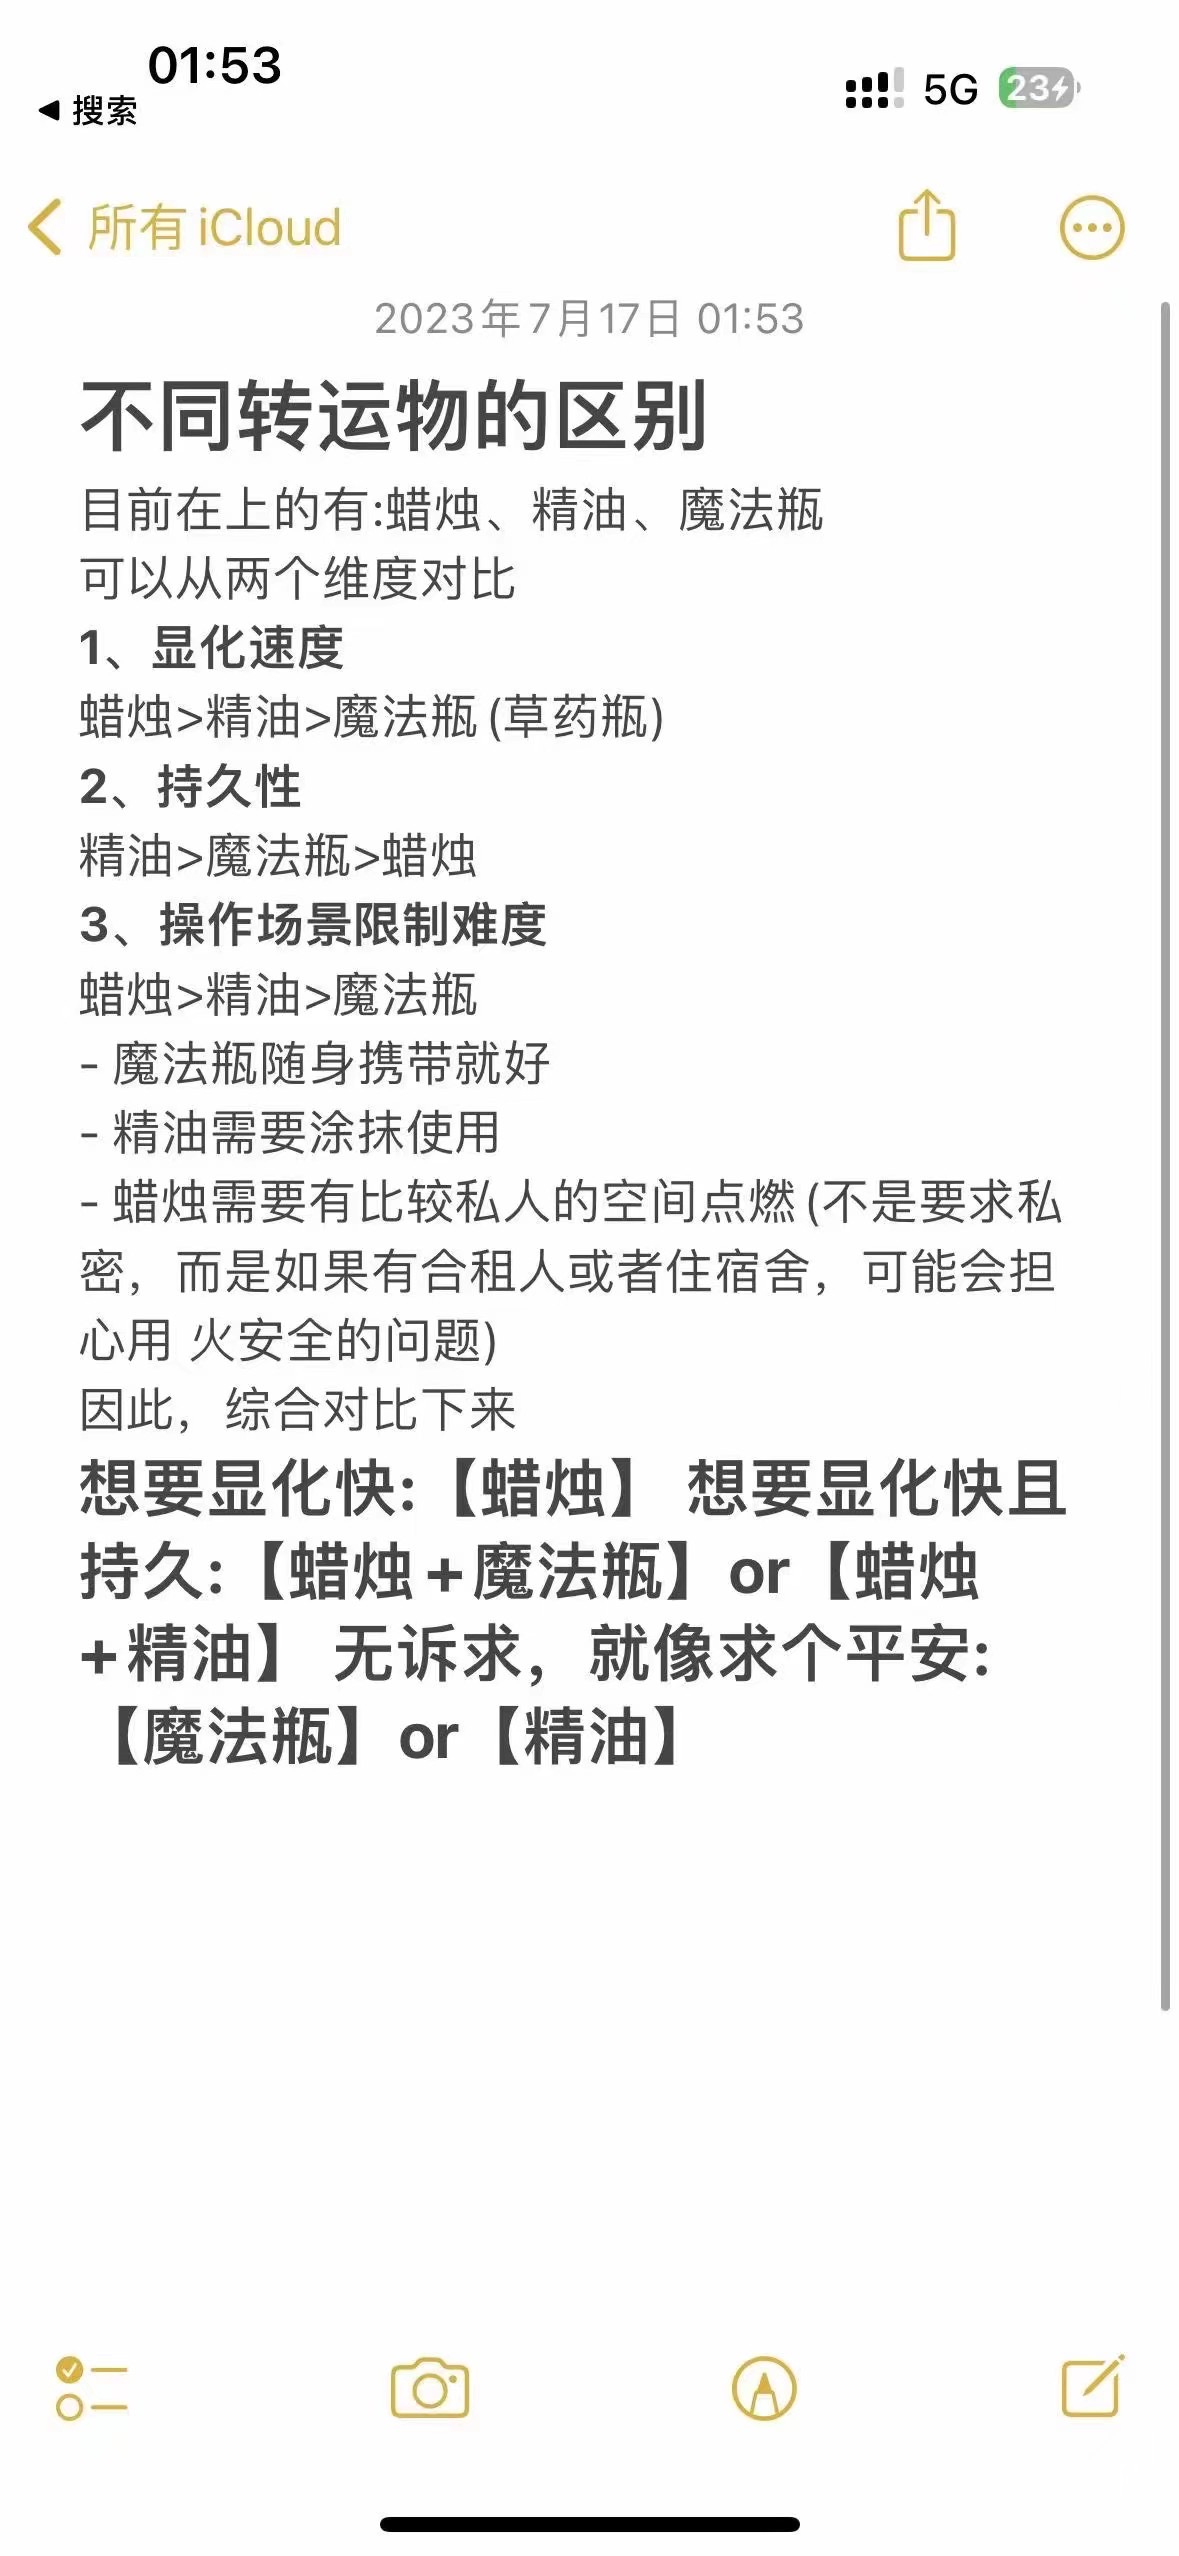 01:53
◀ 搜索
5G
23
所有 iCloud
2023年7月17日 01:53
不同转运物的区别
目前在上的有:蜡烛、精油、魔法瓶
可以从两个维度对比
1、显化速度
蜡烛>精油>魔法瓶(草药瓶)
2、持久性
精油>魔法瓶>蜡烛
3、操作场景限制难度
蜡烛>精油>魔法瓶
- 魔法瓶随身携带就好
- 精油需要涂抹使用
- 蜡烛需要有比较私人的空间点燃(不是要求私
密，而是如果有合租人或者住宿舍，可能会担
心用 火安全的问题)
因此，综合对比下来
想要显化快:【蜡烛】 想要显化快且
持久:【蜡烛+魔法瓶】or【蜡烛
+精油】 无诉求，就像求个平安:
【魔法瓶】or【精油】